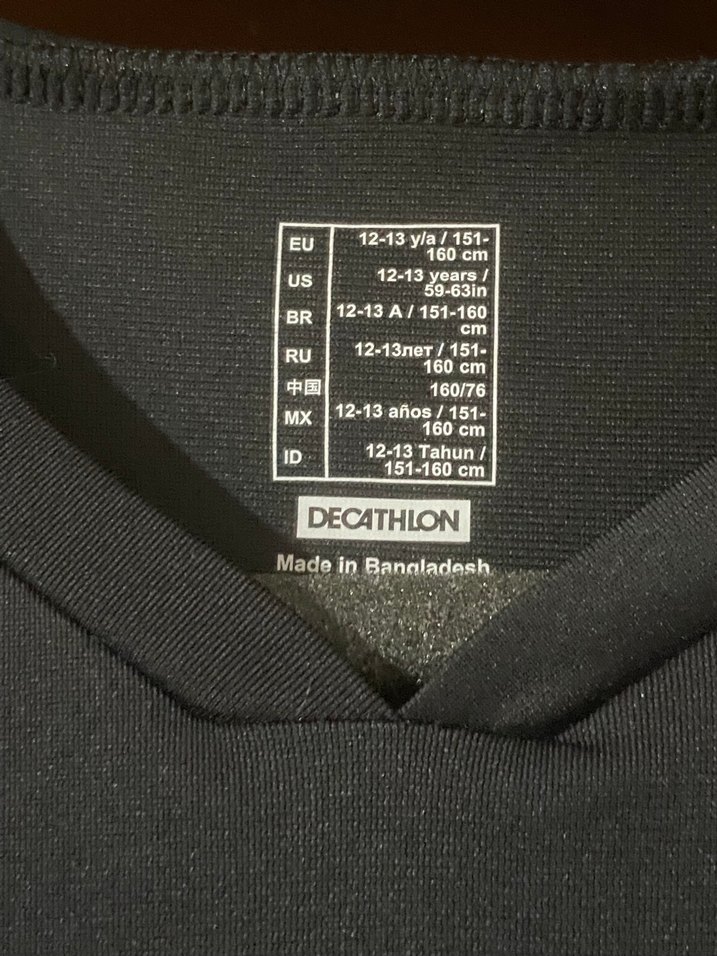 EU 12-13 y/a / 151-
160 cm
US 12-13 years /
59-63in
BR 12-13 A / 151-160
cm
RU 12-13лет / 151-
160 cm
中国 160/76
MX 12-13 años / 151-
160 cm
ID 12-13 Tahun /
151-160 cm
DECATHLON
Made in Bangladesh